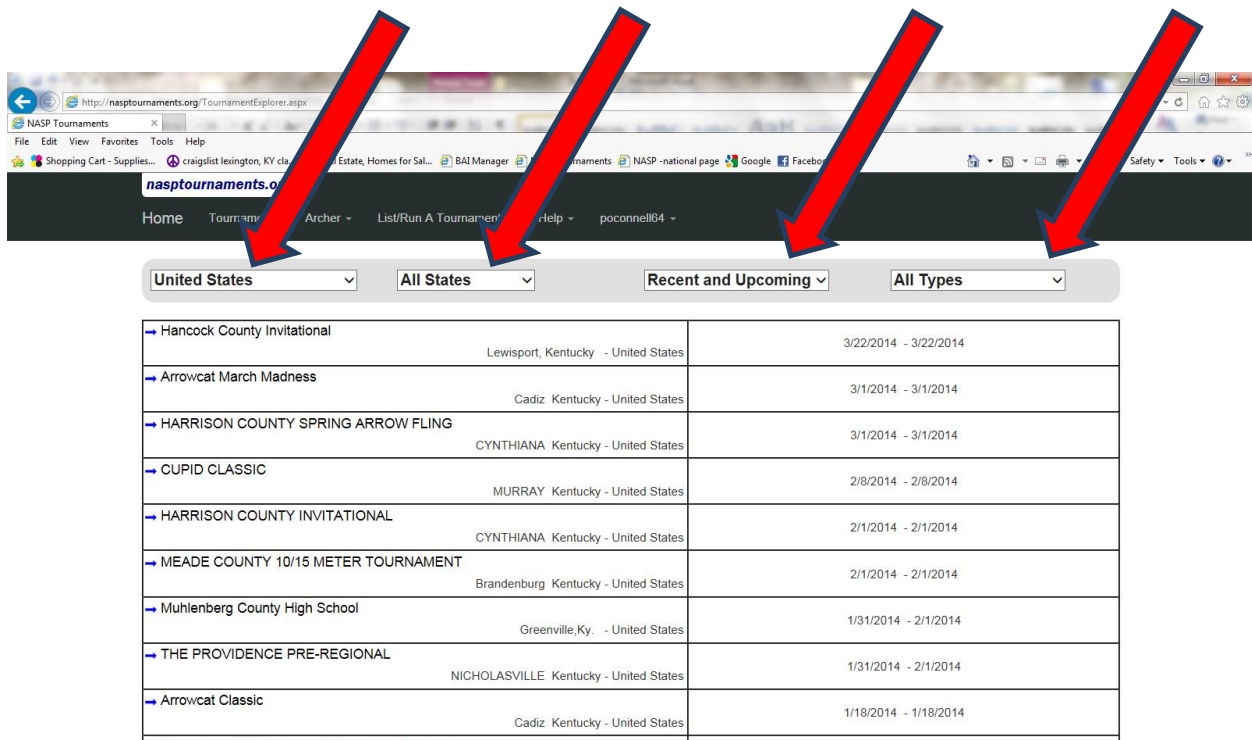 http://nasptournaments.org/TournamentExplorer.aspx
NASP Tournaments
File Edit View Favorites Tools Help
Shopping Cart - Supplies... craigslist lexington, KY Estate, Homes for Sal... BAI Manager NASP -national page Google Safety Tools
nasptournaments.o
Home Archer List/Run A Tournament Help poconnell64
United States All States Recent and Upcoming All Types
Hancock County Invitational
Lewisport, Kentucky - United States 3/22/2014 - 3/22/2014
Arrowcat March Madness
Cadiz Kentucky - United States 3/1/2014 - 3/1/2014
HARRISON COUNTY SPRING ARROW FLING
CYNTHIANA Kentucky - United States 3/1/2014 - 3/1/2014
CUPID CLASSIC
MURRAY Kentucky - United States 2/8/2014 - 2/8/2014
HARRISON COUNTY INVITATIONAL
CYNTHIANA Kentucky - United States 2/1/2014 - 2/1/2014
MEADE COUNTY 10/15 METER TOURNAMENT
Brandenburg Kentucky - United States 2/1/2014 - 2/1/2014
Muhlenberg County High School
Greenville,Ky. - United States 1/31/2014 - 2/1/2014
THE PROVIDENCE PRE-REGIONAL
NICHOLASVILLE Kentucky - United States 1/31/2014 - 2/1/2014
Arrowcat Classic
Cadiz Kentucky - United States 1/18/2014 - 1/18/2014